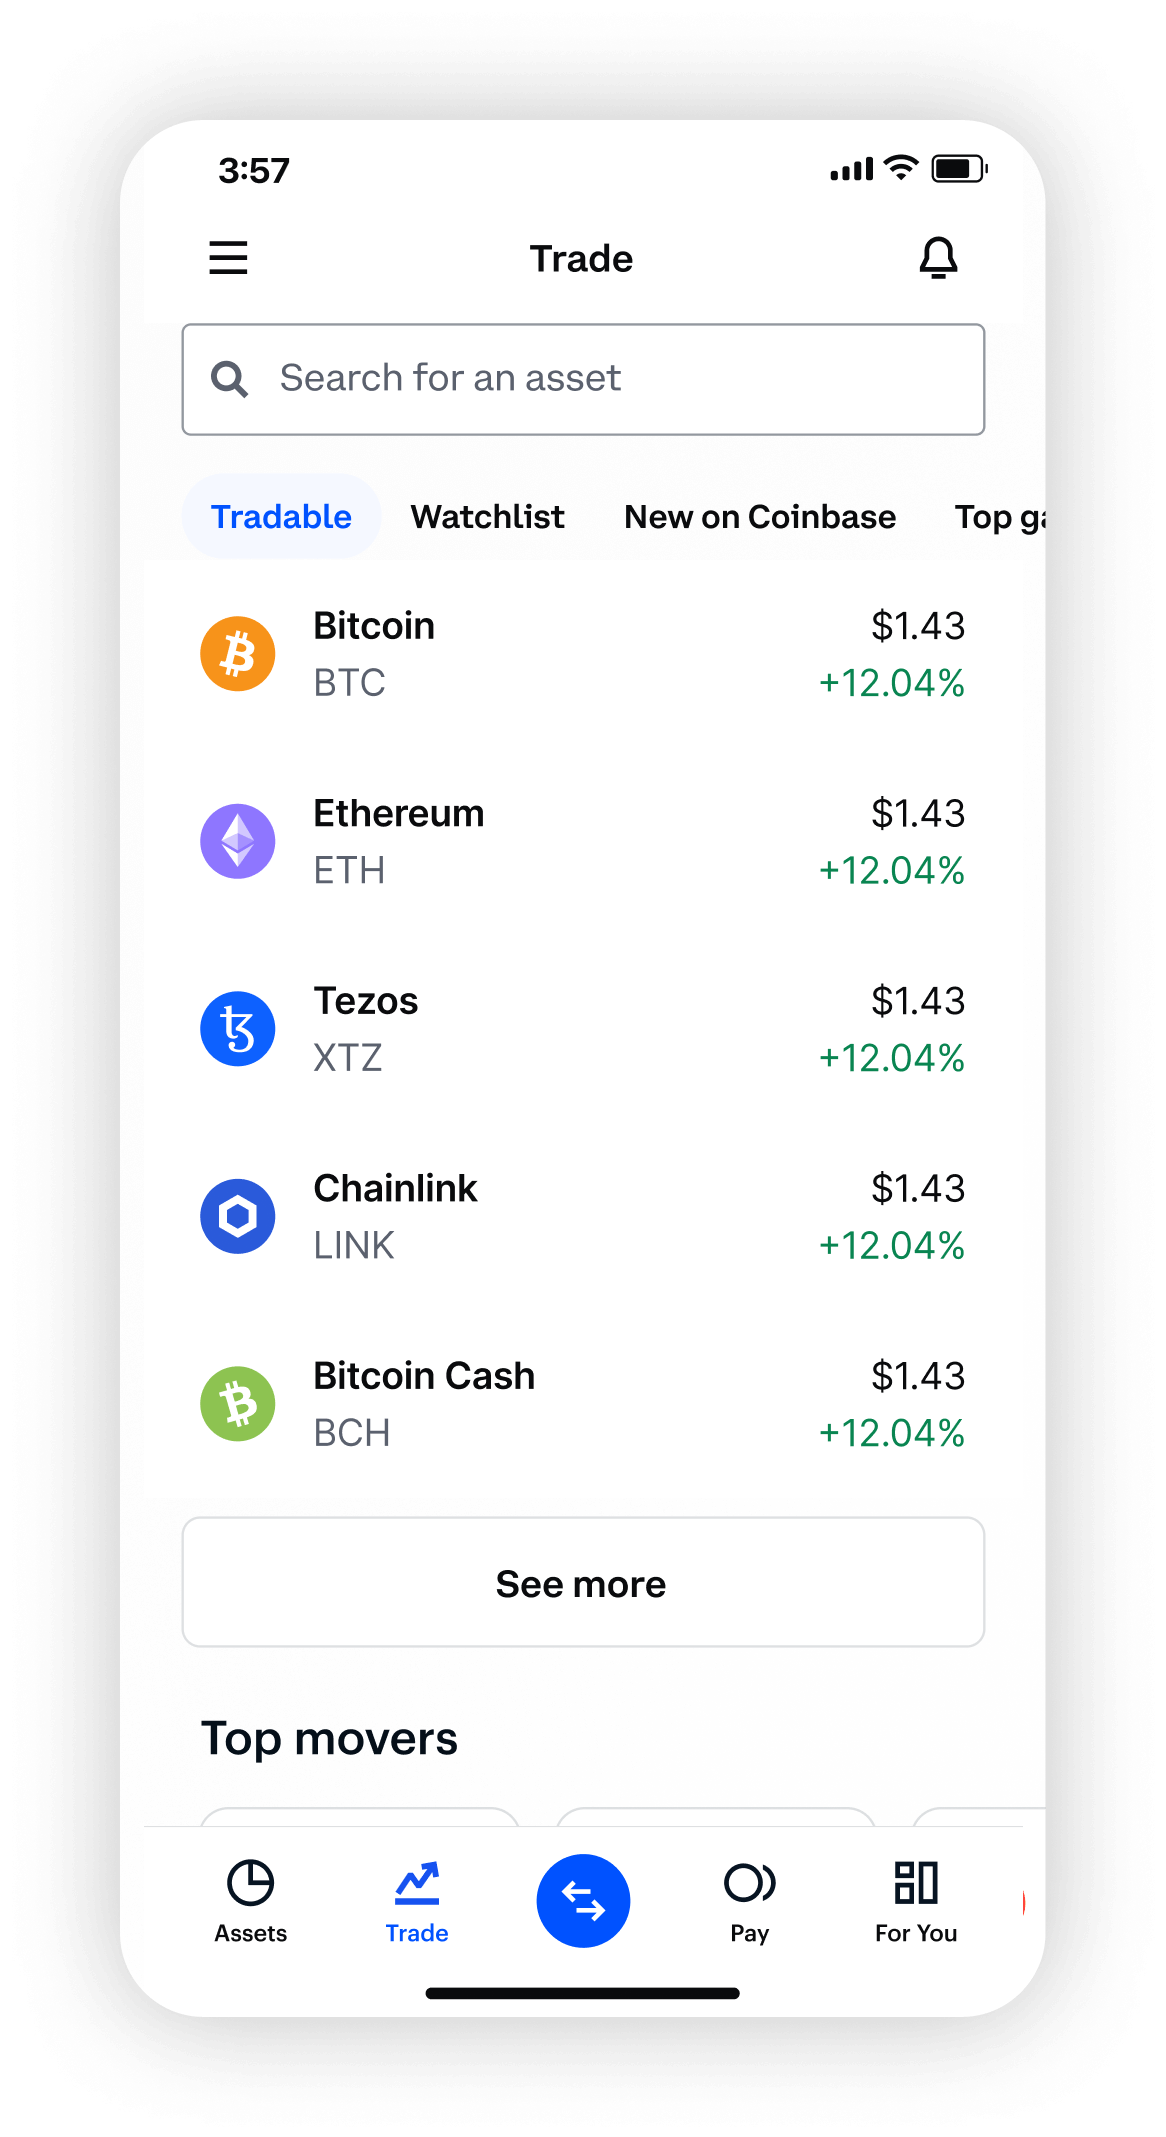 3:57
Trade
Search for an asset
Tradable Watchlist New on Coinbase Top ga
Bitcoin $1.43
BTC +12.04%
Ethereum $1.43
ETH +12.04%
Tezos $1.43
XTZ +12.04%
Chainlink $1.43
LINK +12.04%
Bitcoin Cash $1.43
BCH +12.04%
See more
Top movers
Assets Trade Pay For You